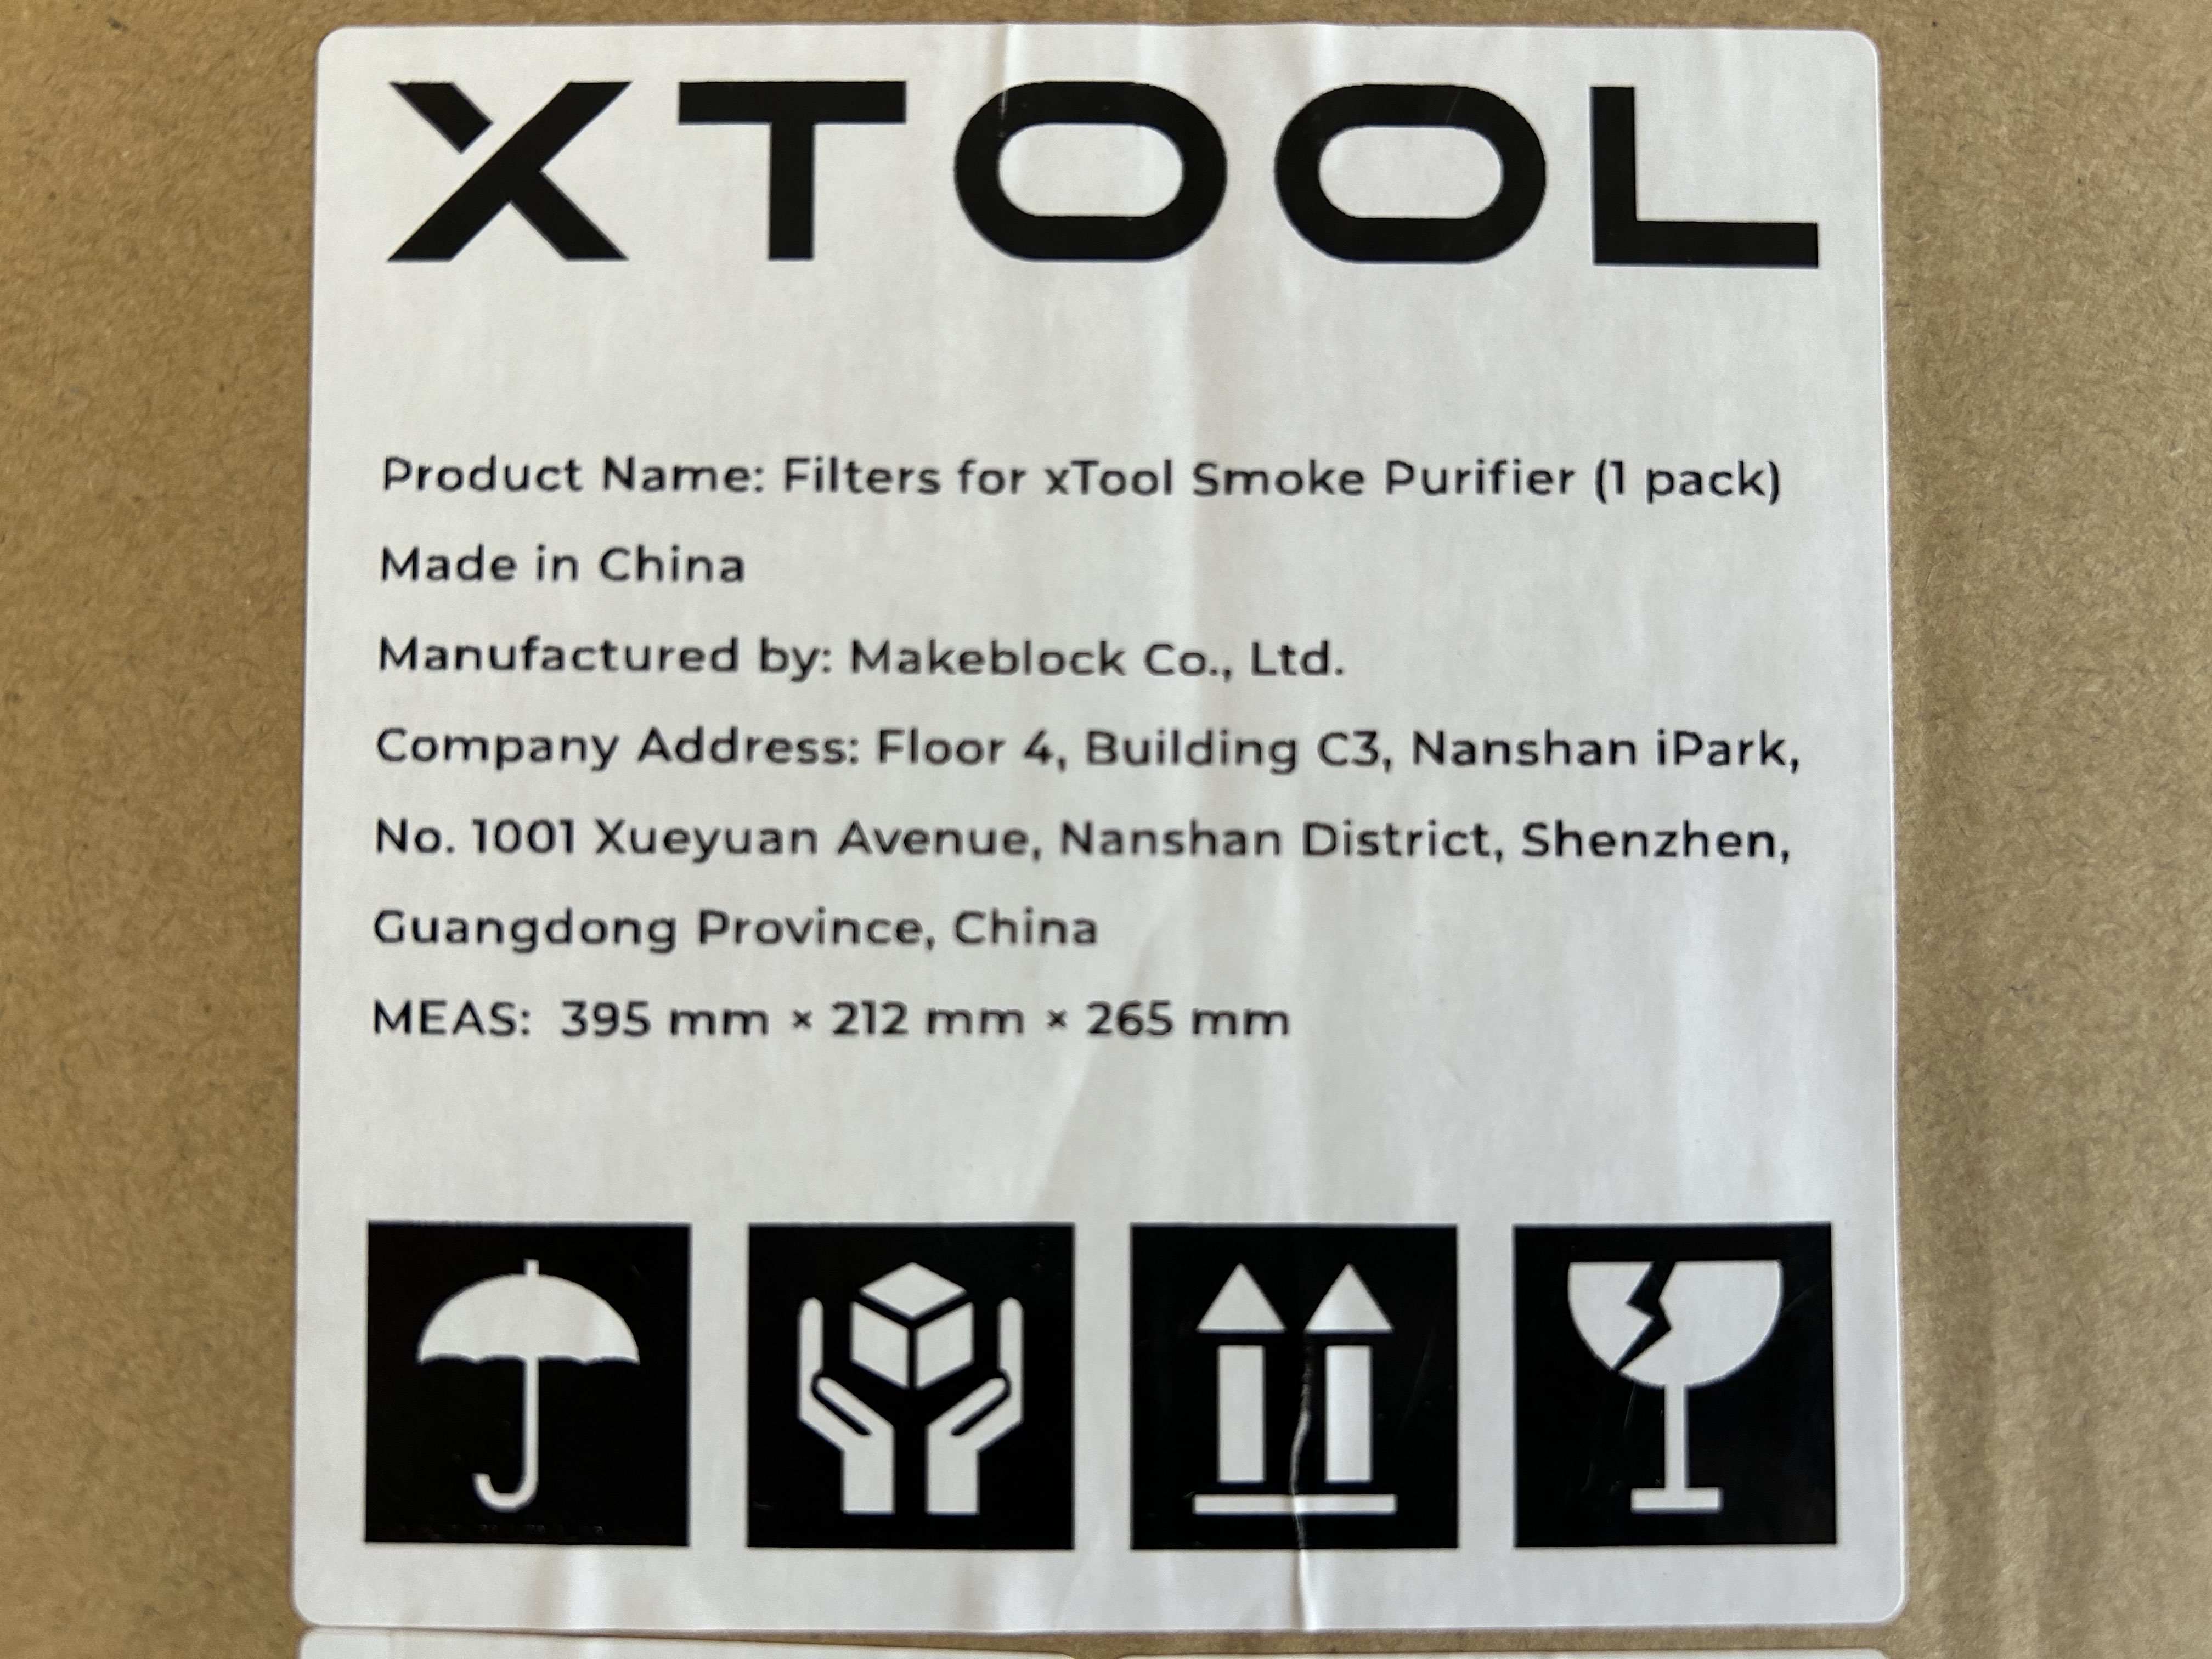 XTOOL
Product Name: Filters for xTool Smoke Purifier (1 pack)
Made in China
Manufactured by: Makeblock Co., Ltd.
Company Address: Floor 4, Building C3, Nanshan iPark,
No. 1001 Xueyuan Avenue, Nanshan District, Shenzhen,
Guangdong Province, China
MEAS: 395 mm × 212 mm × 265 mm